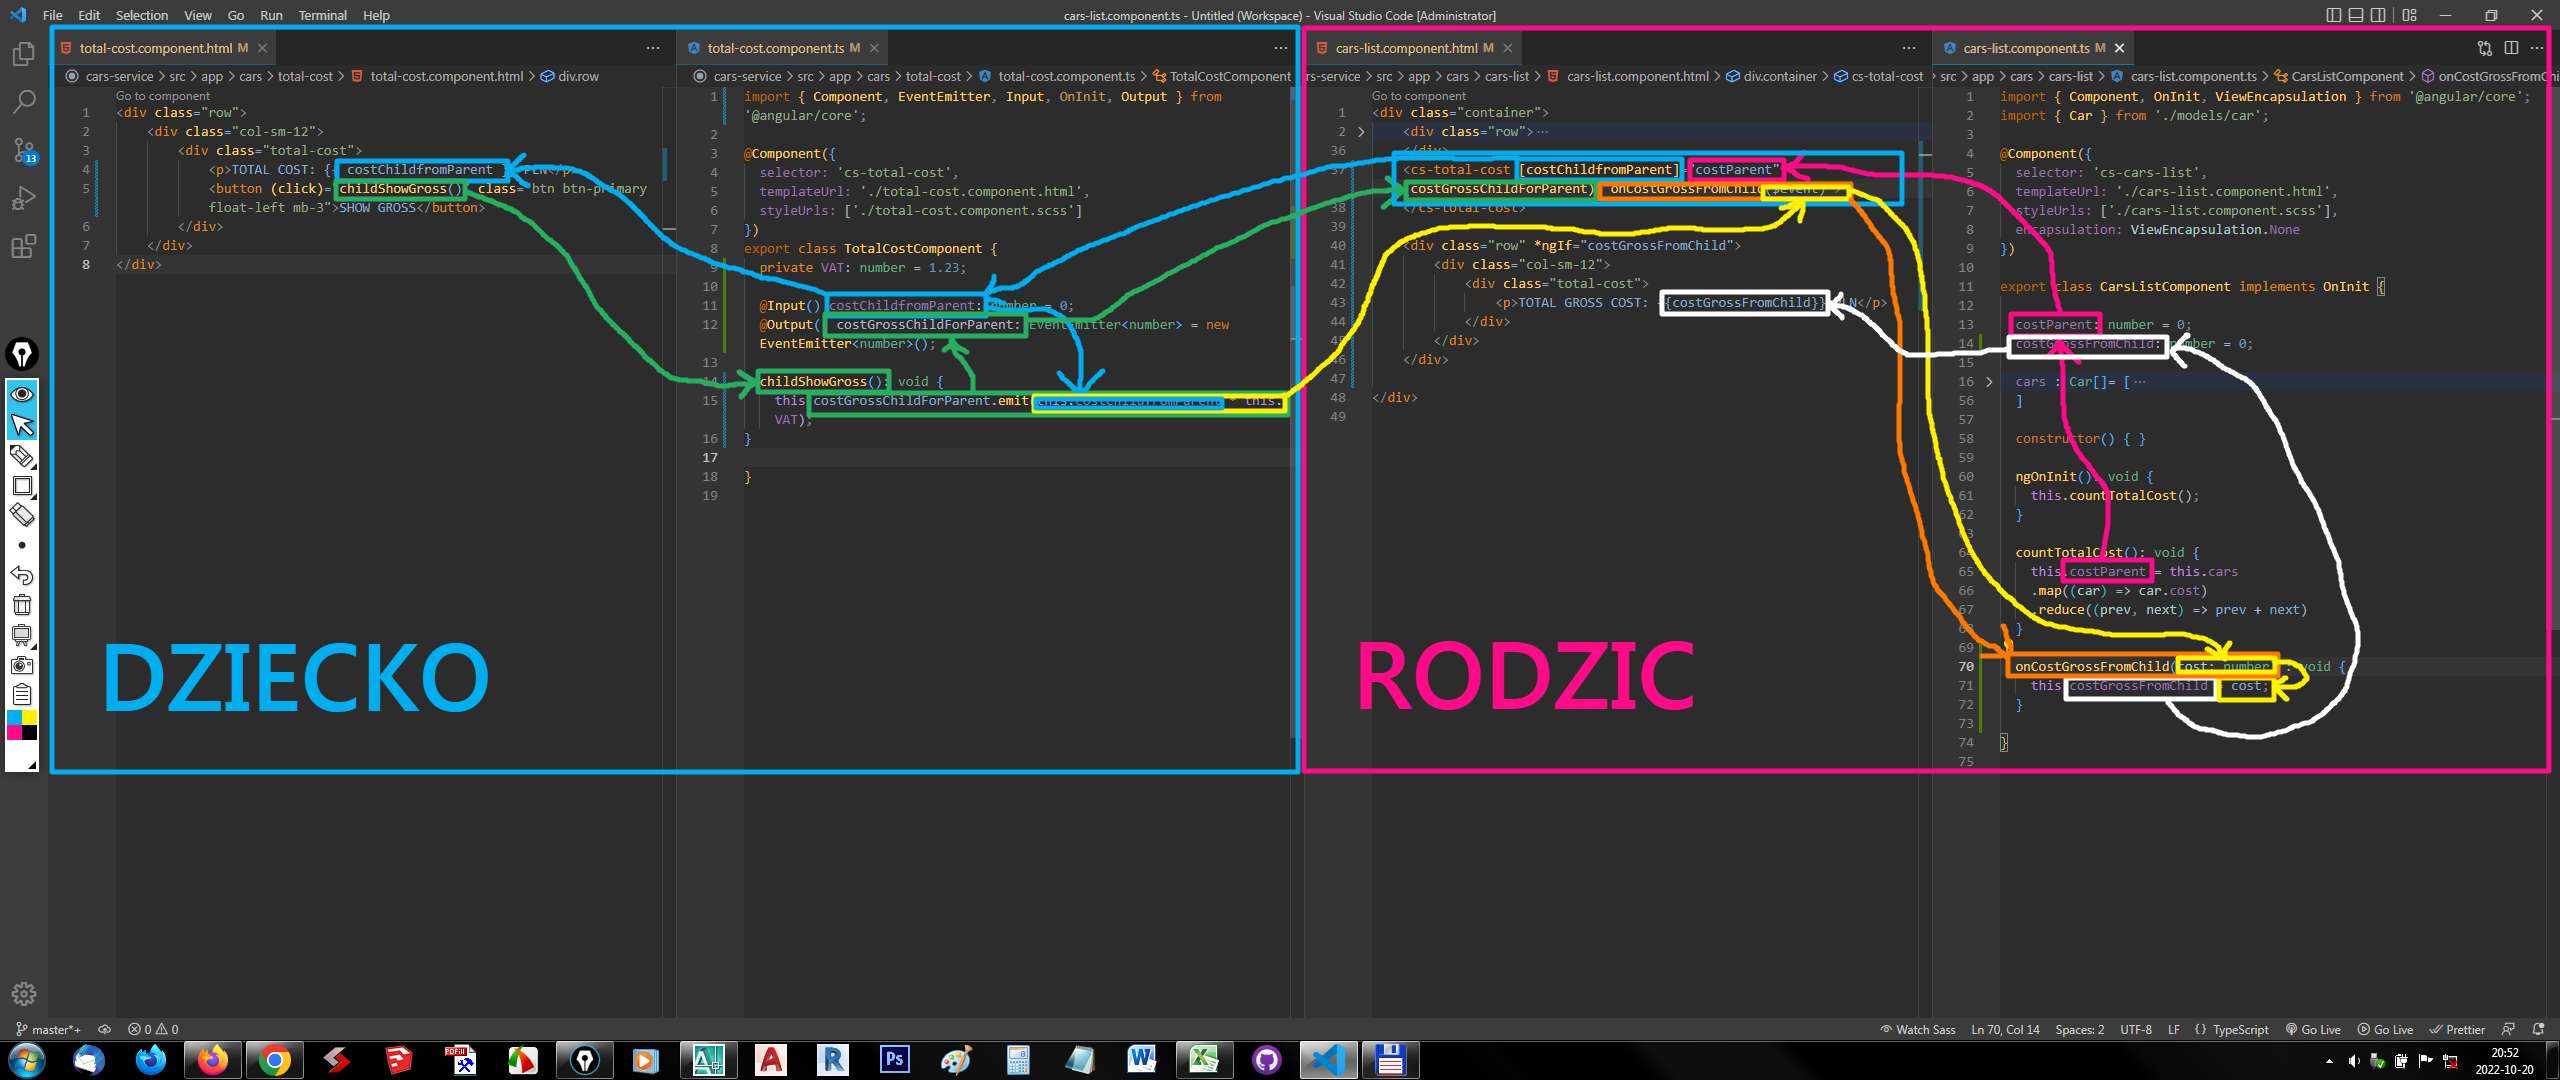 File Edit Selection View Go Run Terminal Help
cars-list.component.ts - Untitled (Workspace) - Visual Studio Code [Administrator]
total-cost.component.html M
cars-service > src > app > cars > total-cost > total-cost.component.html > div.row
Go to component
1 <div class="row">
2 <div class="col-sm-12">
3 <div class="total-cost">
4 <p>TOTAL COST: {{ costChildfromParent PLN</p>
5 <button (click)= childShowGross() class="btn btn-primary
float-left mb-3">SHOW GROSS</button>
6 </div>
7 </div>
8 </div>
total-cost.component.ts M
cars-service > src > app > cars > total-cost > total-cost.component.ts > TotalCostComponent
1 import { Component, EventEmitter, Input, OnInit, Output } from
'@angular/core';
2
3 @Component({
4 selector: 'cs-total-cost',
5 templateUrl: './total-cost.component.html',
6 styleUrls: ['./total-cost.component.scss']
7 })
8 export class TotalCostComponent {
9 private VAT: number = 1.23;
10
11 @Input() costChildfromParent: number = 0;
12 @Output( costGrossChildForParent: EventEmitter<number> = new
EventEmitter<number>();
13
14 childShowGross(): void {
15 this costGrossChildForParent.emit this.costChildfromParent * this.
VAT);
16 }
17
18 }
19
cars-list.component.html M
rs-service > src > app > cars > cars-list > cars-list.component.html > div.container > cs-total-cost
Go to component
1 <div class="container">
2 <div class="row">···
36 </div>
37 <cs-total-cost [costChildfromParent] "costParent"
costGrossChildForParent) onCostGrossFromChild($event)">
38 </cs-total-cost>
39
40 <div class="row" *ngIf="costGrossFromChild">
41 <div class="col-sm-12">
42 <div class="total-cost">
43 <p>TOTAL GROSS COST: {{costGrossFromChild}} PLN</p>
44 </div>
45 </div>
46 </div>
47
48 </div>
49
cars-list.component.ts M
src > app > cars > cars-list > cars-list.component.ts > CarsListComponent > onCostGrossFromChi
1 import { Component, OnInit, ViewEncapsulation } from '@angular/core';
2 import { Car } from './models/car';
3
4 @Component({
5 selector: 'cs-cars-list',
6 templateUrl: './cars-list.component.html',
7 styleUrls: ['./cars-list.component.scss'],
8 encapsulation: ViewEncapsulation.None
9 })
10
11 export class CarsListComponent implements OnInit {
12
13 costParent: number = 0;
14 costGrossFromChild: number = 0;
15
16 cars : Car[]= [···
56 ]
57
58 constructor() { }
59
60 ngOnInit(): void {
61 this.countTotalCost();
62 }
63
64 countTotalCost(): void {
65 this.costParent = this.cars
66 .map((car) => car.cost)
67 .reduce((prev, next) => prev + next)
68 }
69
70 onCostGrossFromChild(cost: number) : void {
71 this costGrossFromChild = cost;
72 }
73
74 }
75
DZIECKO
RODZIC
13
master*+ 0 0
Watch Sass Ln 70, Col 14 Spaces: 2 UTF-8 LF {} TypeScript Go Live Go Live Prettier
20:52
2022-10-20